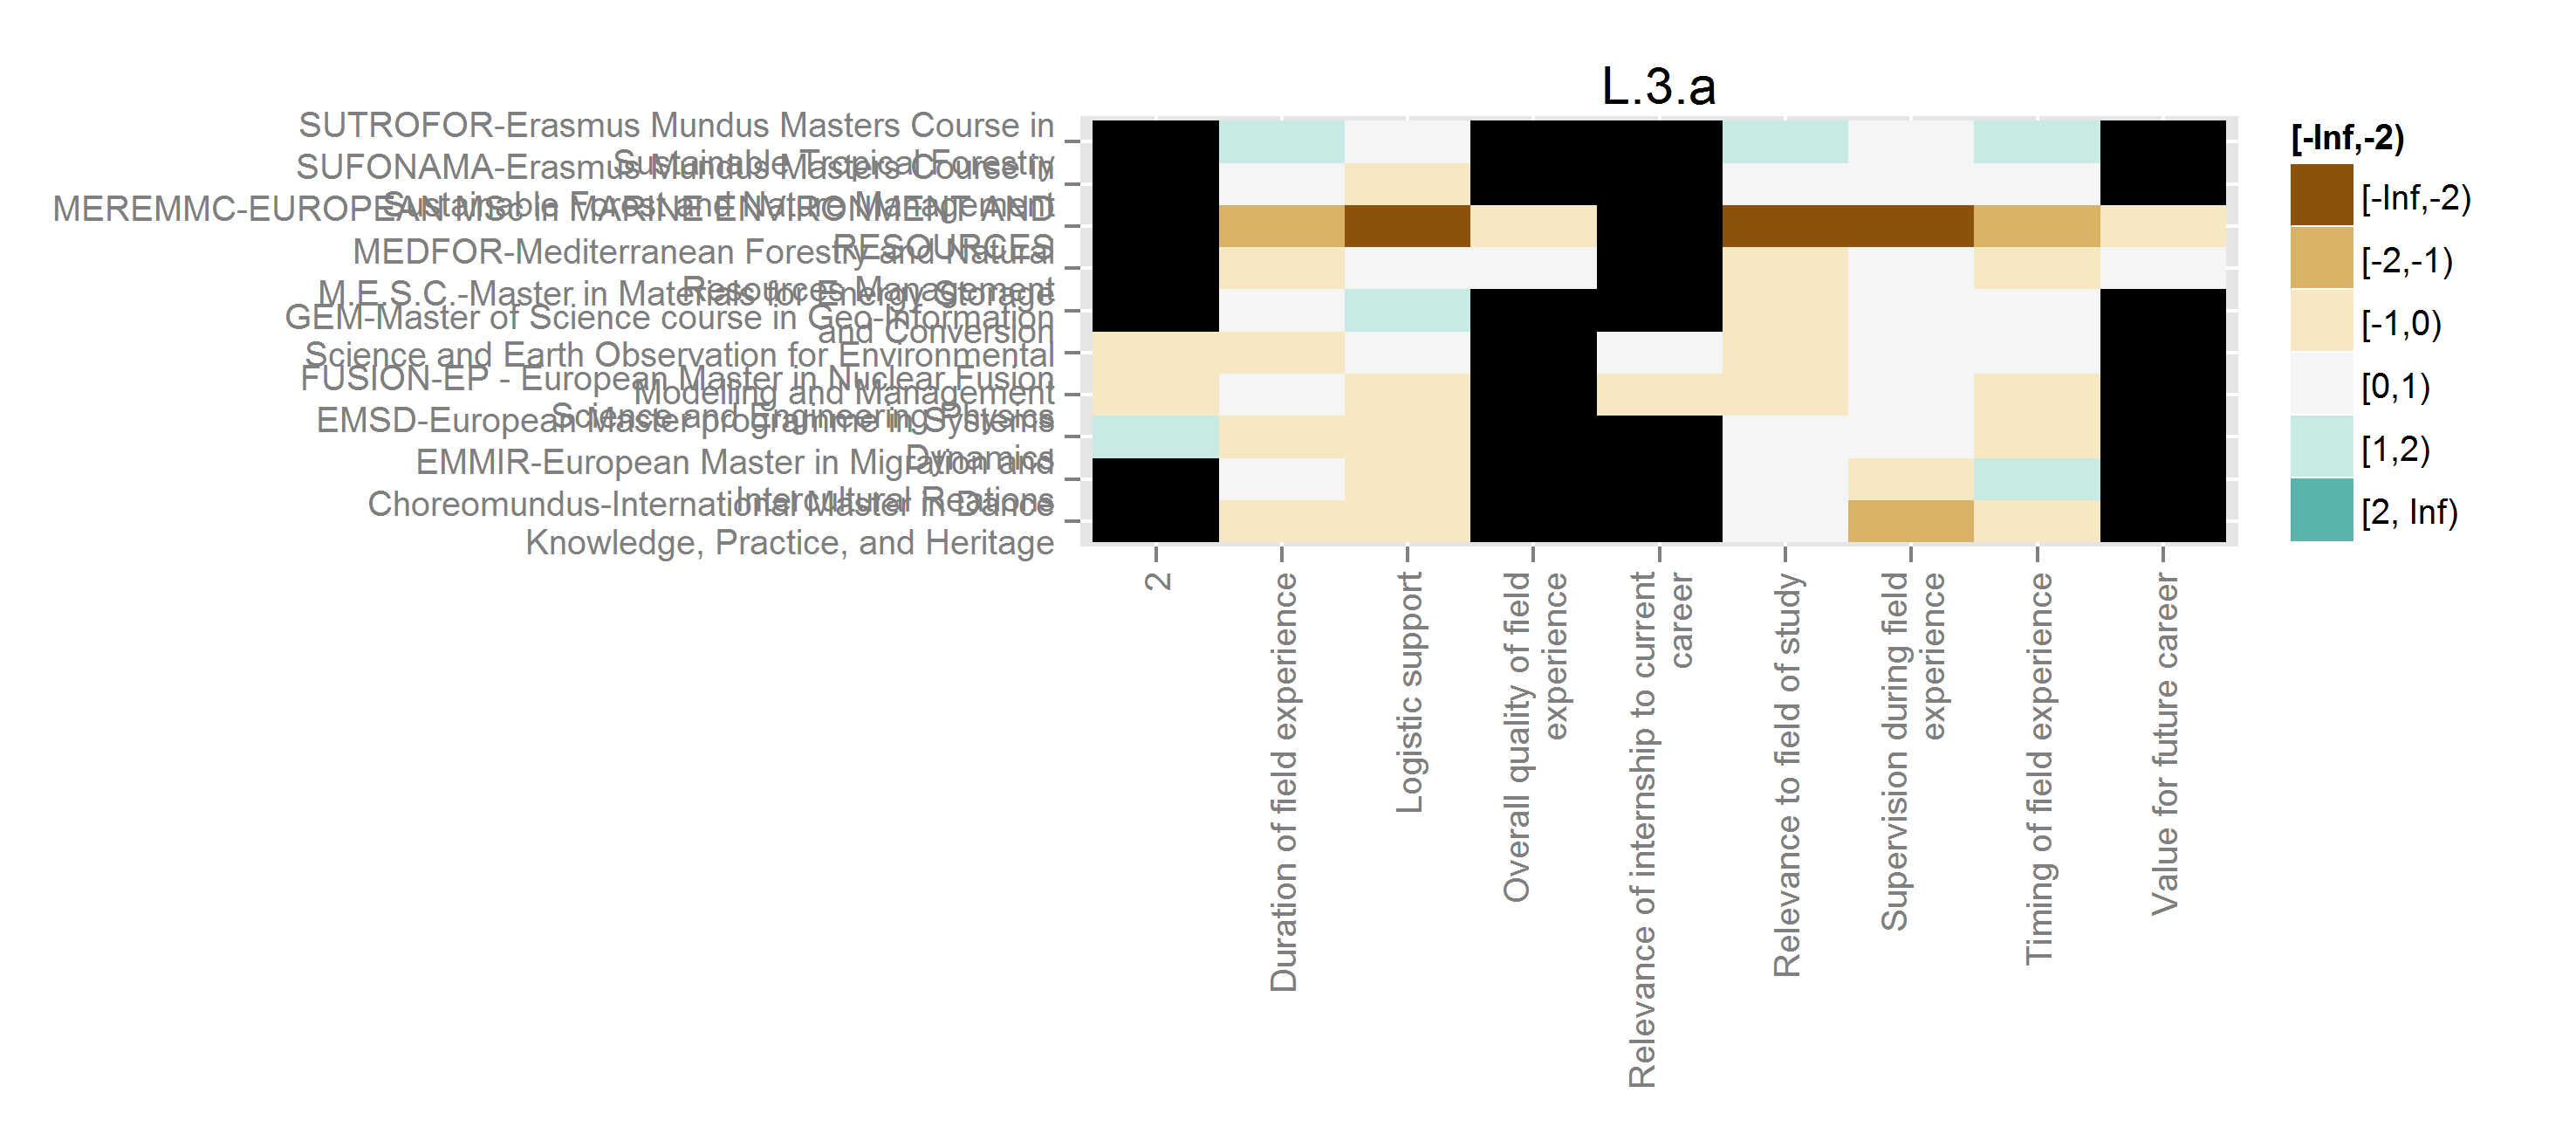 L.3.a
SUTROFOR-Erasmus Mundus Masters Course in
Sustainable Tropical Forestry
SUFONAMA-Erasmus Mundus Masters Course in
Sustainable Forest and Nature Management
MEREMMC-EUROPEAN MSc in MARINE ENVIRONMENT AND
RESOURCES
MEDFOR-Mediterranean Forestry and Natural
Resources Management
M.E.S.C.-Master in Materials for Energy Storage
and Conversion
GEM-Master of Science course in Geo-Information
Science and Earth Observation for Environmental
Modelling and Management
FUSION-EP - European Master in Nuclear Fusion
Science and Engineering Physics
EMSD-European Master programme in Systems
Dynamics
EMMIR-European Master in Migration and
Intercultural Reations
Choreomundus-International Master in Dance
Knowledge, Practice, and Heritage
2
Duration of field experience
Logistic support
Overall quality of field
experience
Relevance of internship to current
career
Relevance to field of study
Supervision during field
experience
Timing of field experience
Value for future career
[-Inf,-2)
[-Inf,-2)
[-2,-1)
[-1,0)
[0,1)
[1,2)
[2, Inf)